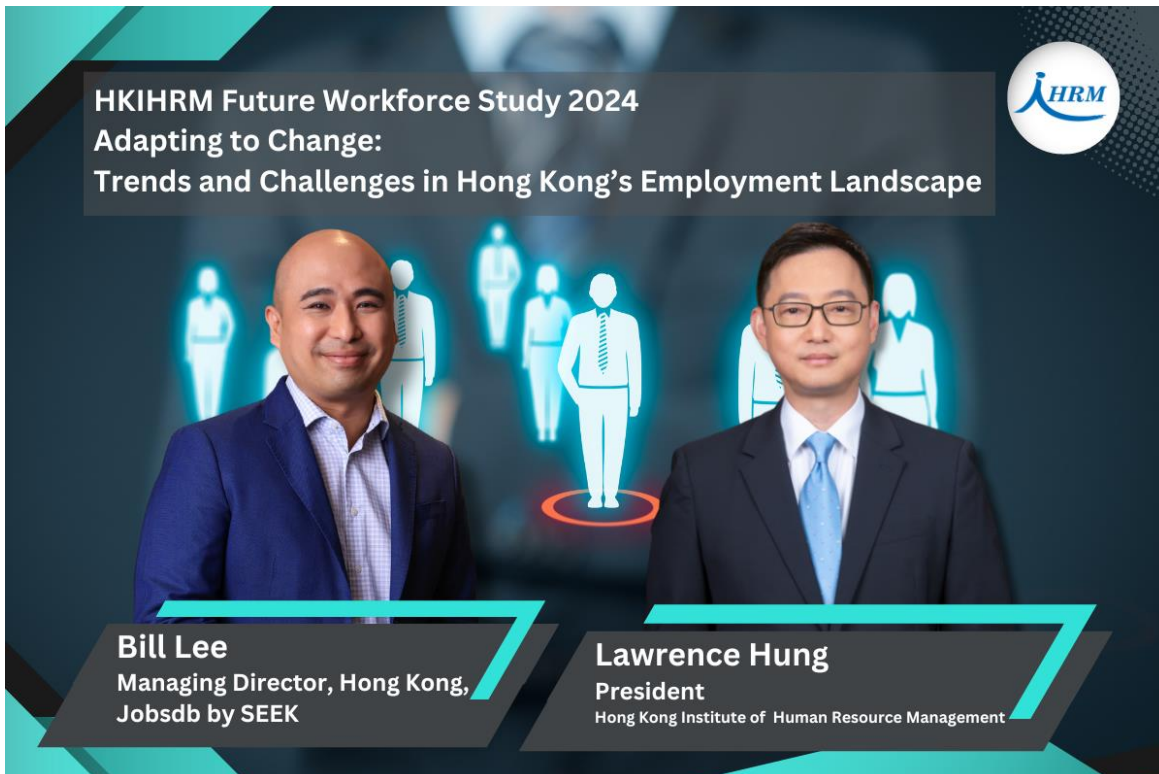 HKIHRM Future Workforce Study 2024
Adapting to Change:
Trends and Challenges in Hong Kong’s Employment Landscape
HRM
Bill Lee
Managing Director, Hong Kong,
Jobsdb by SEEK
Lawrence Hung
President
Hong Kong Institute of Human Resource Management